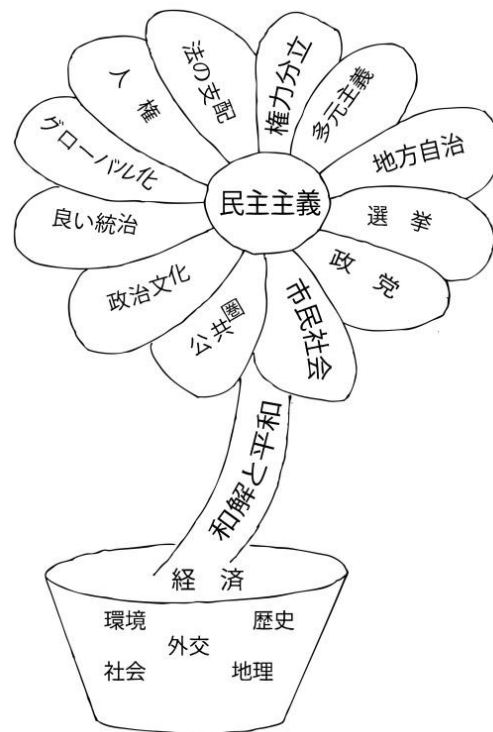 民主主義
権力分立
多元主義
地方自治
選　挙
政　党
市民社会
公共圏
政治文化
良い統治
グローバル化
人　権
法の支配
和解と平和
経　済
環境
歴史
外交
社会
地理